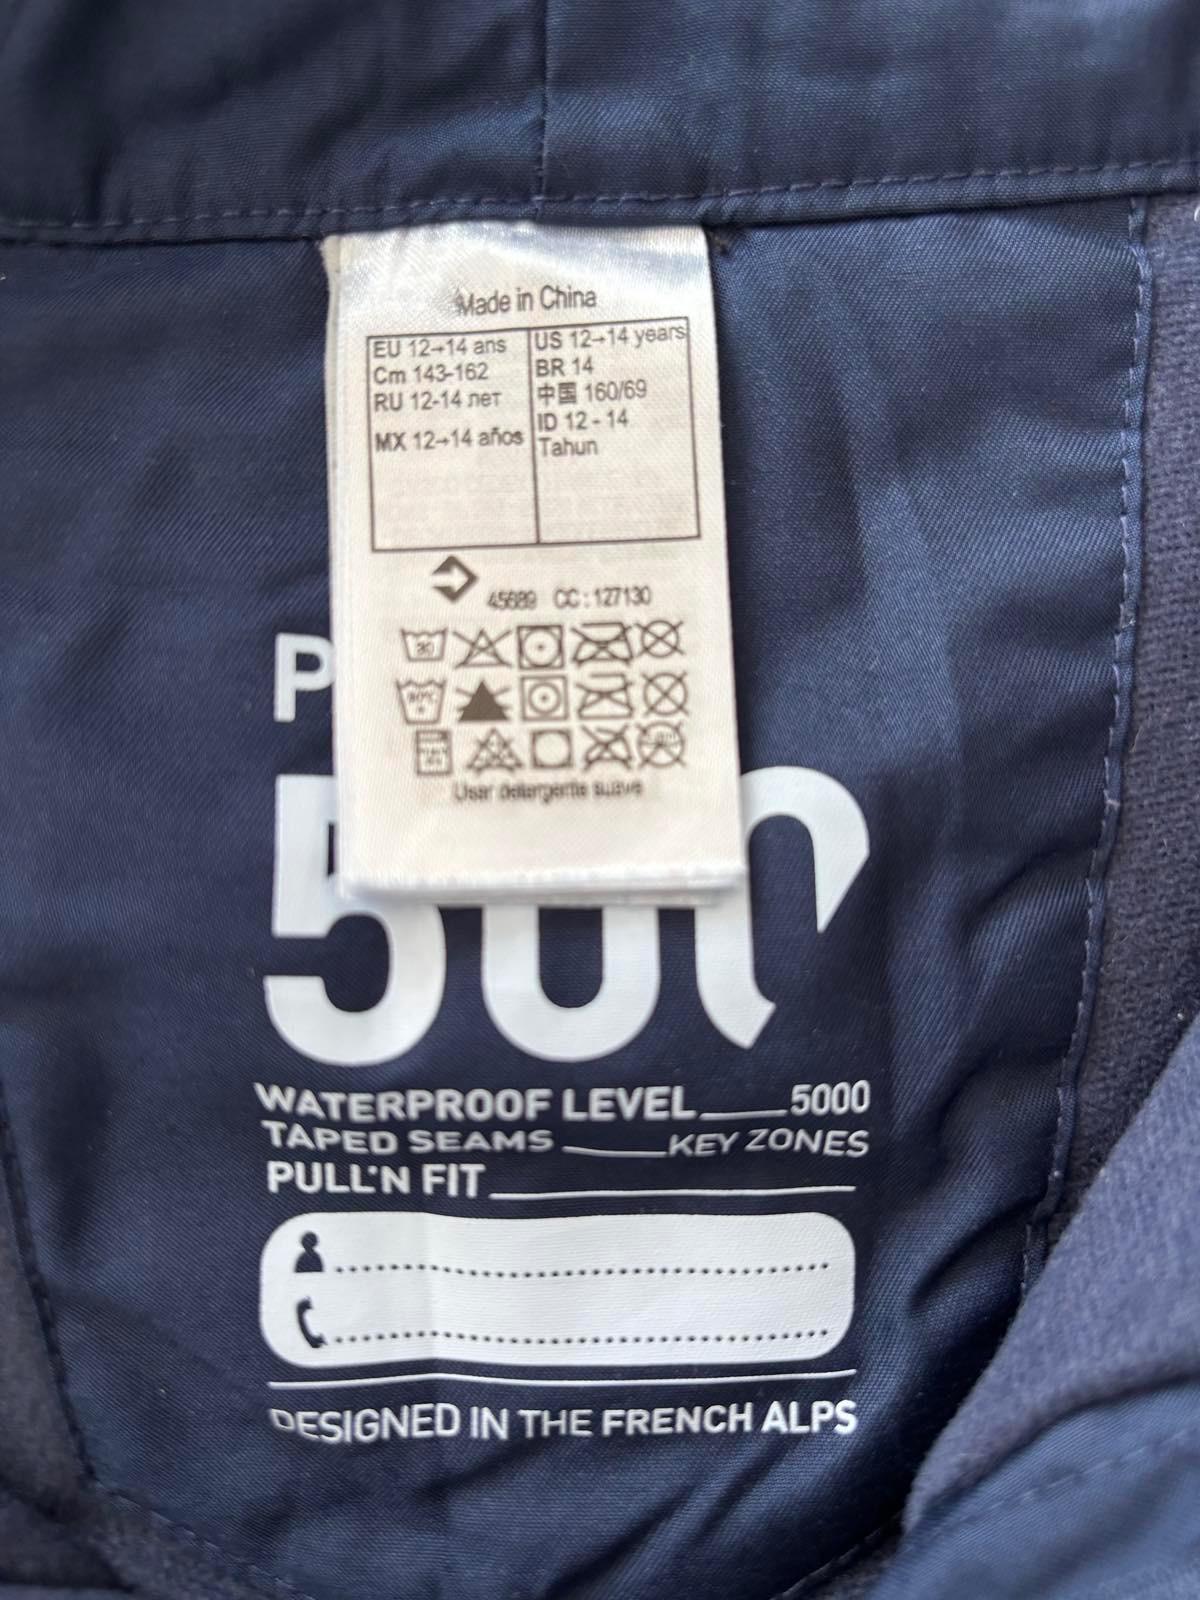 Made in China
EU 12→14 ans
Cm 143-162
RU 12-14 лет
MX 12→14 años
US 12→14 years
BR 14
中国 160/69
ID 12 - 14
Tahun
45689 CC : 127130
30
Usar detergente suave
P
500
WATERPROOF LEVEL 5000
TAPED SEAMS KEY ZONES
PULL'N FIT
DESIGNED IN THE FRENCH ALPS